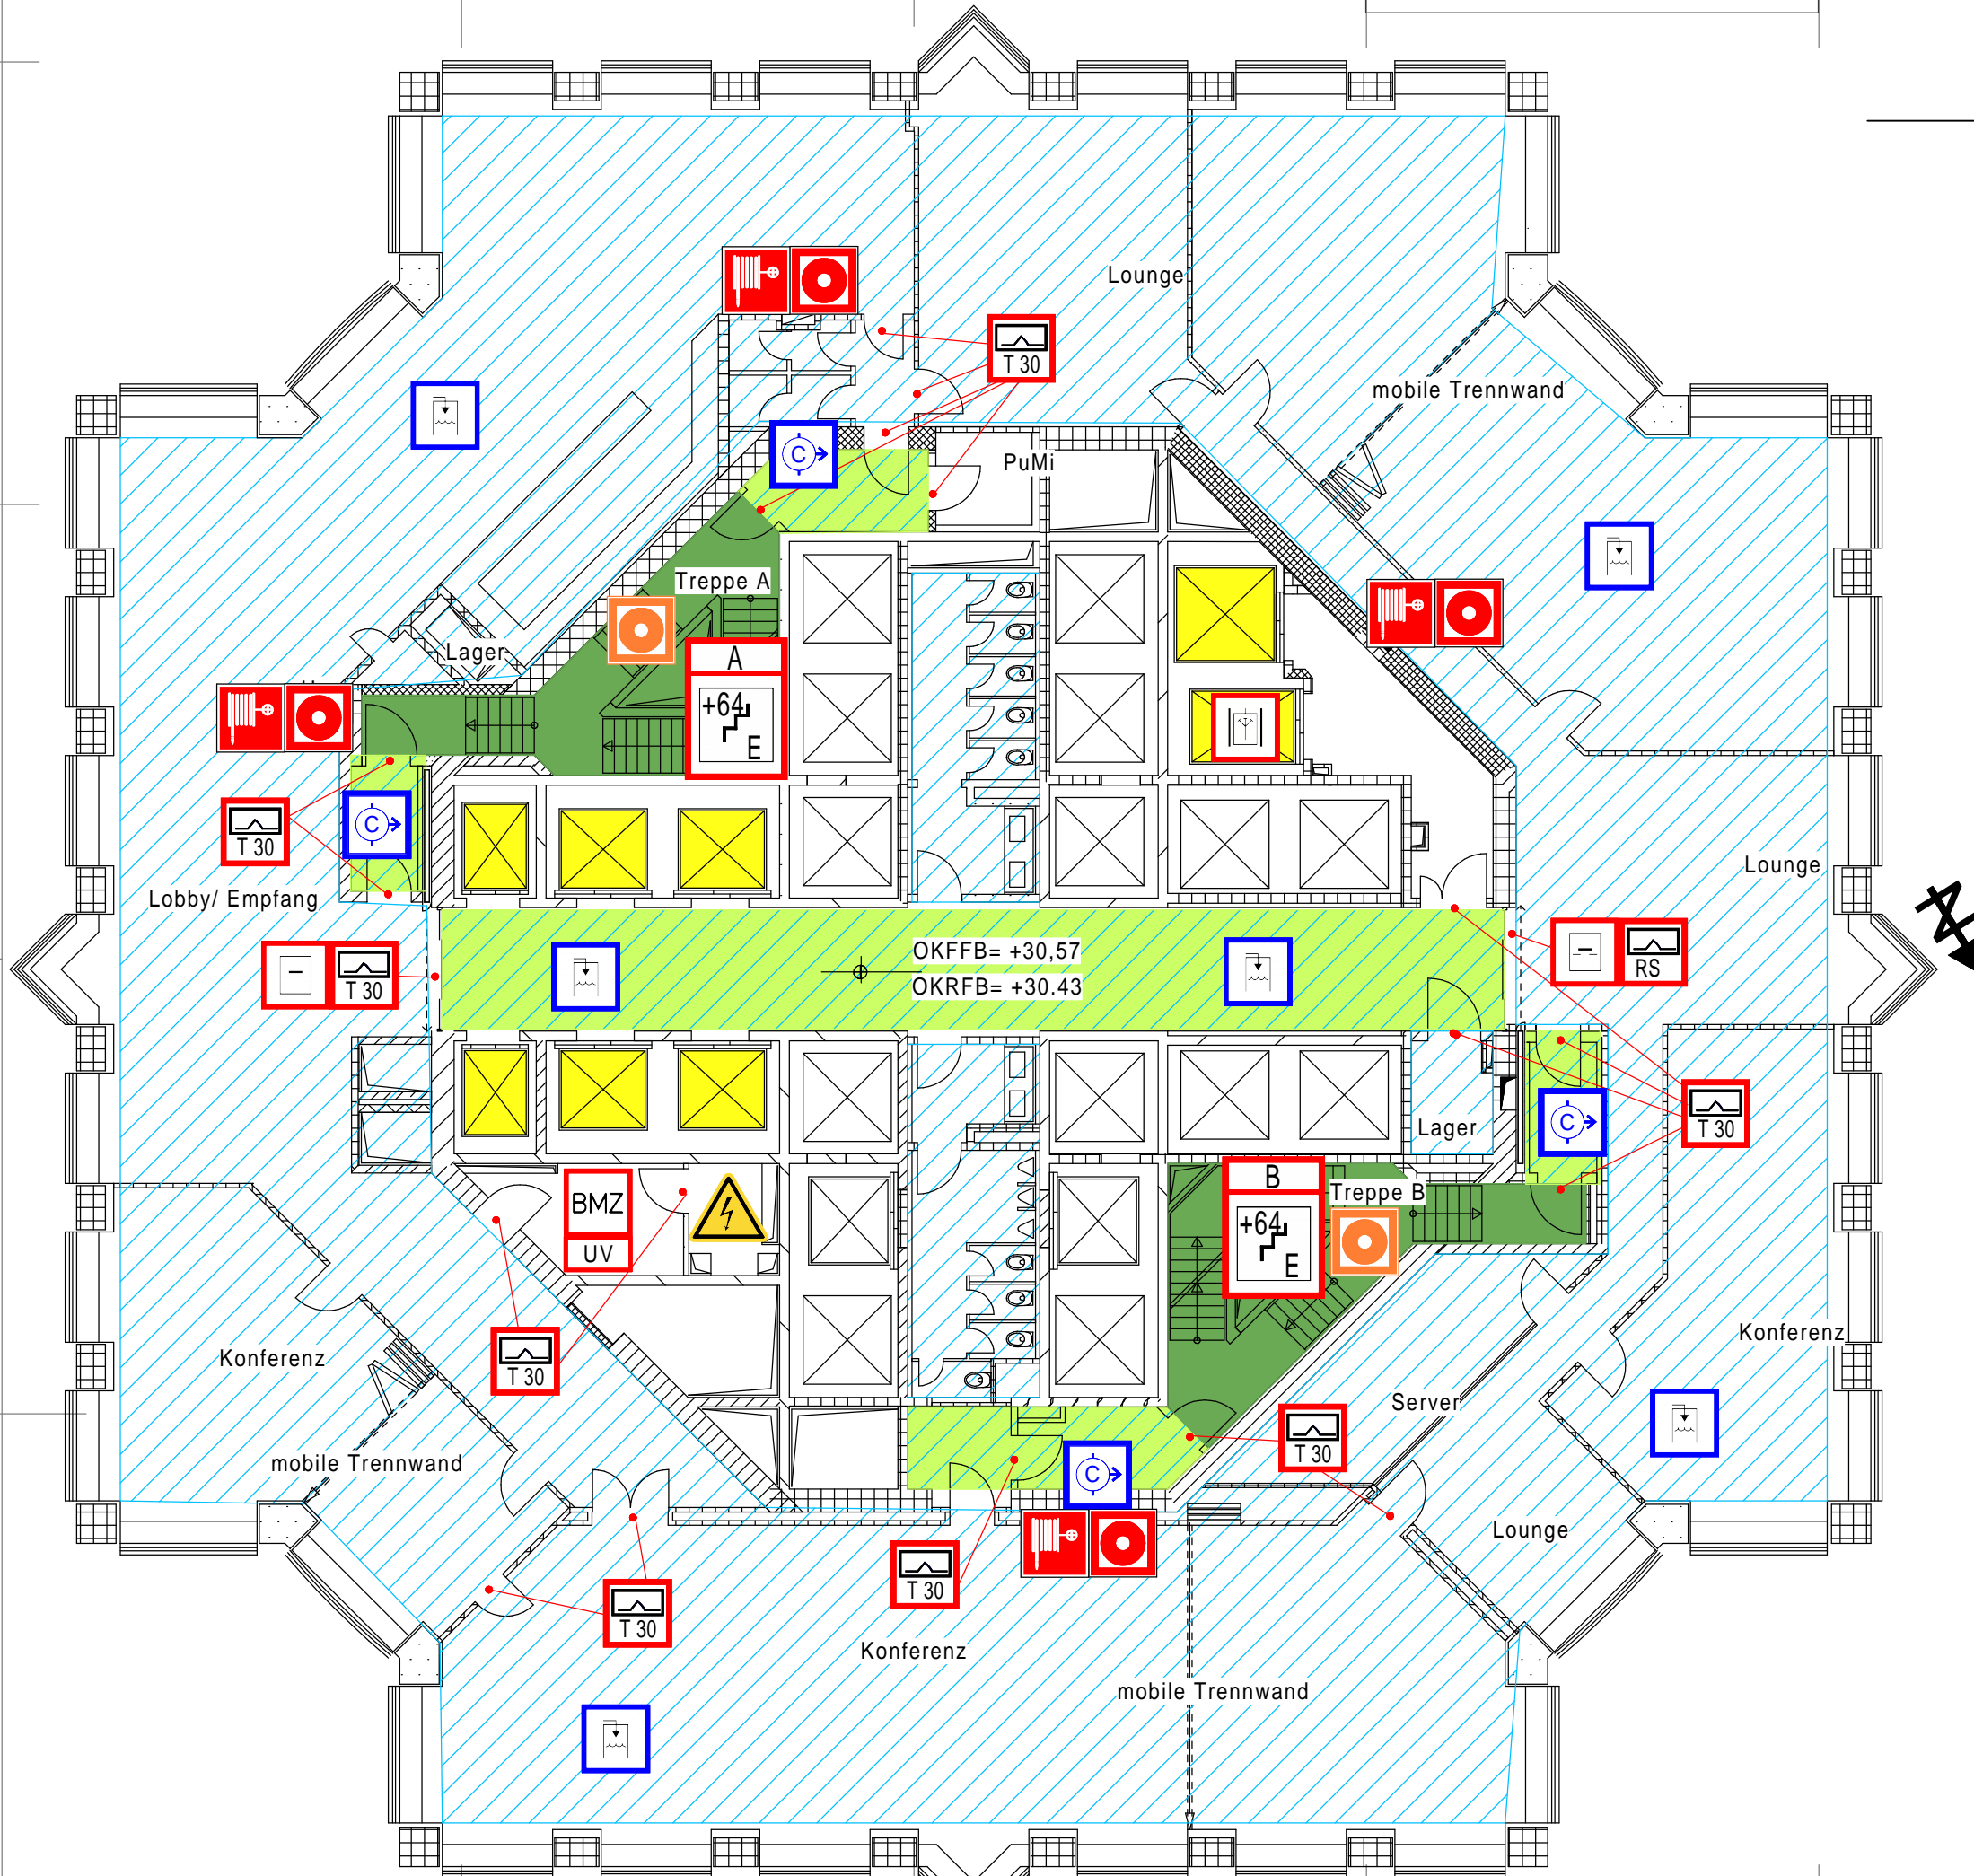 Lounge
T 30
mobile Trennwand
C
PuMi
Treppe A
Lager
A
+64
E
C
T 30
Lobby/ Empfang
Lounge
OKFFB= +30,57
OKRFB= +30.43
T 30
RS
C
T 30
Lager
B
Treppe B
+64
E
BMZ
UV
Konferenz
T 30
Konferenz
Server
mobile Trennwand
T 30
C
Lounge
T 30
T 30
Konferenz
mobile Trennwand